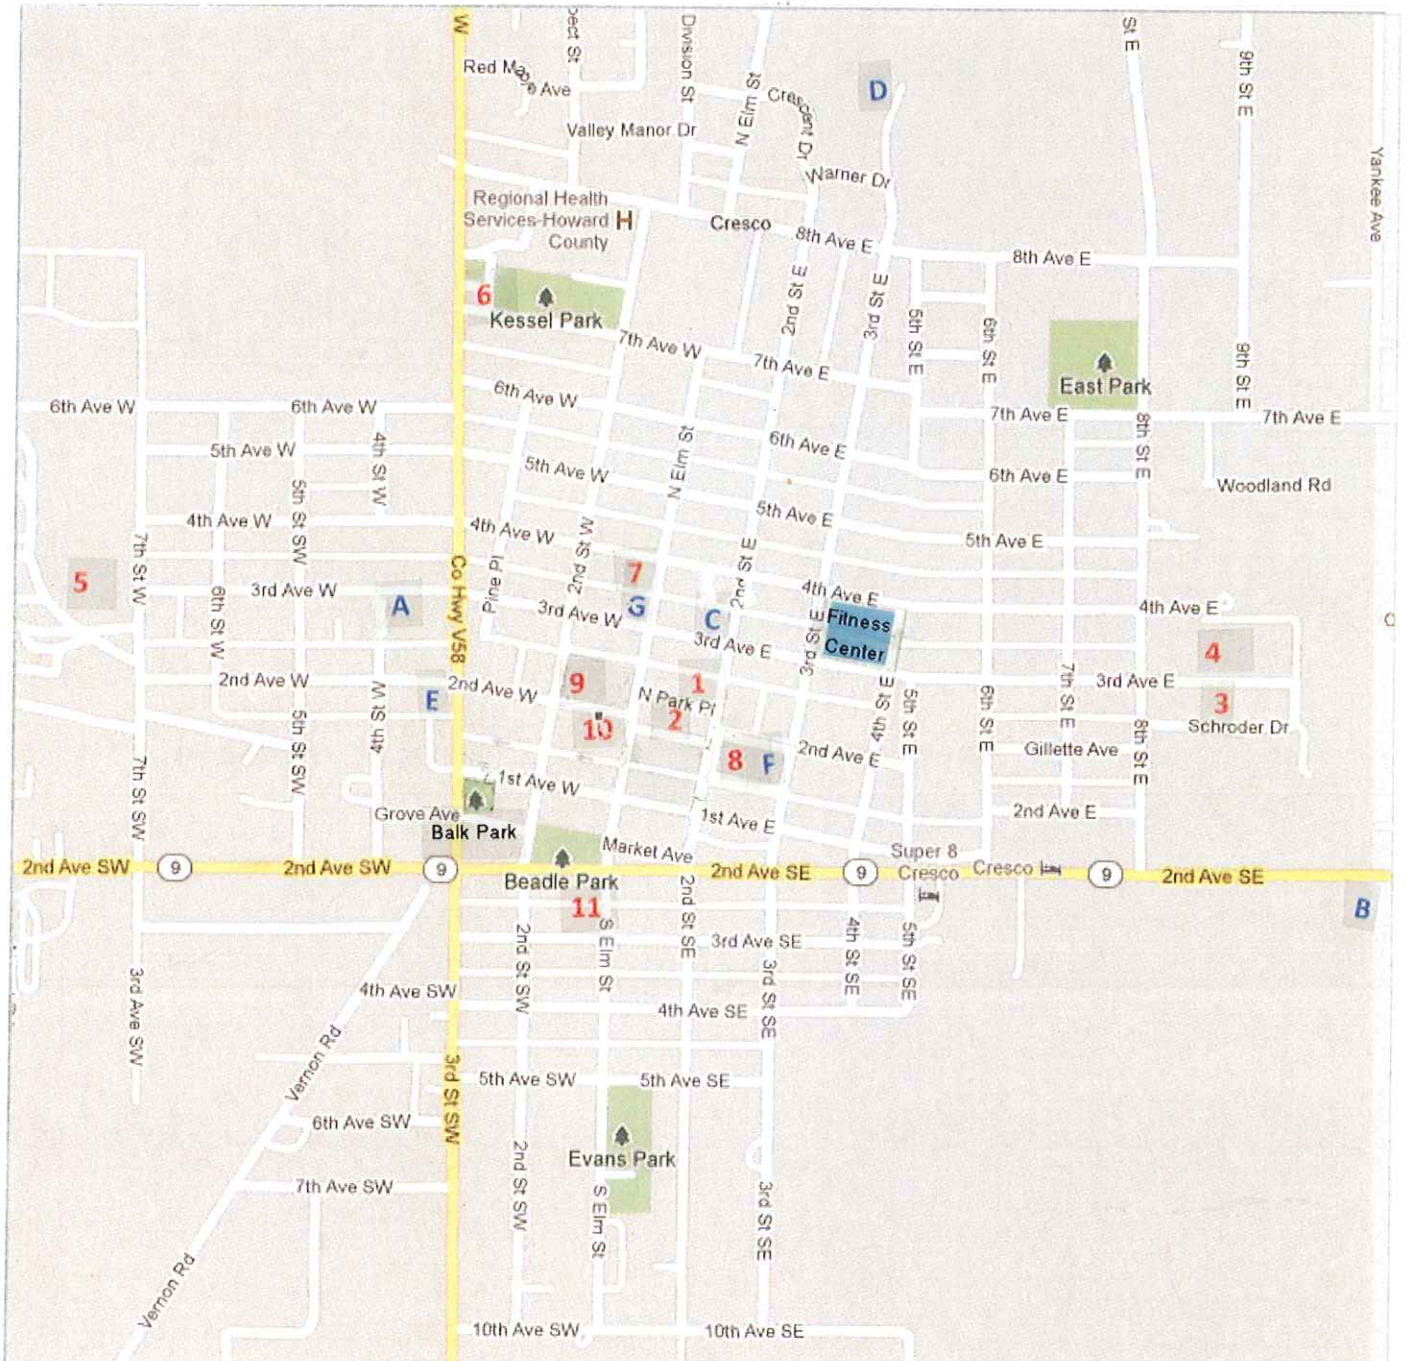 W
pect St
Division St
N Elm St
St E
9th St E
Yankee Ave
Red Maple Ave
D
Crescent Dr
Valley Manor Dr
Warner Dr
Regional Health
Services-Howard H
County
Cresco
8th Ave E
8th Ave E
2nd St E
3rd St E
5th St E
6th St E
9th St E
6
Kessel Park
7th Ave W
7th Ave E
East Park
6th Ave W
6th Ave W
6th Ave W
7th Ave E
7th Ave E
4th St W
N Elm St
6th Ave E
8th St E
5th Ave W
5th Ave W
6th Ave E
Woodland Rd
5th St SW
4th Ave W
4th Ave W
2nd St W
5th Ave E
5th Ave E
7th St W
Co Hwy V58
Pine Pl
2nd St E
7
5
3rd Ave W
6th St W
A
3rd Ave W
G
C
4th Ave E
4th Ave E
Fitness
Center
3rd Ave E
3rd St E
4
2nd Ave W
2nd Ave W
9
1
3rd Ave E
E
4th St W
5th St SW
N Park Pl
4th St E
5th St E
6th St E
7th St E
8th St E
3
10
2
Schroder Dr
7th St SW
8
F
2nd Ave E
Gillette Ave
1st Ave W
Grove Ave
1st Ave E
2nd Ave E
Balk Park
Market Ave
Super 8
Cresco
Cresco
2nd Ave SW
9
2nd Ave SW
9
2nd Ave SE
9
9
2nd Ave SE
Beadle Park
11
B
2nd St SW
S Elm St
2nd St SE
3rd Ave SE
4th St SE
5th St SE
3rd Ave SW
4th Ave SW
4th Ave SE
3rd St SE
Vernon Rd
3rd St SW
5th Ave SW
5th Ave SE
6th Ave SW
Evans Park
2nd St SW
7th Ave SW
S Elm St
3rd St SE
Vernon Rd
10th Ave SW
10th Ave SE